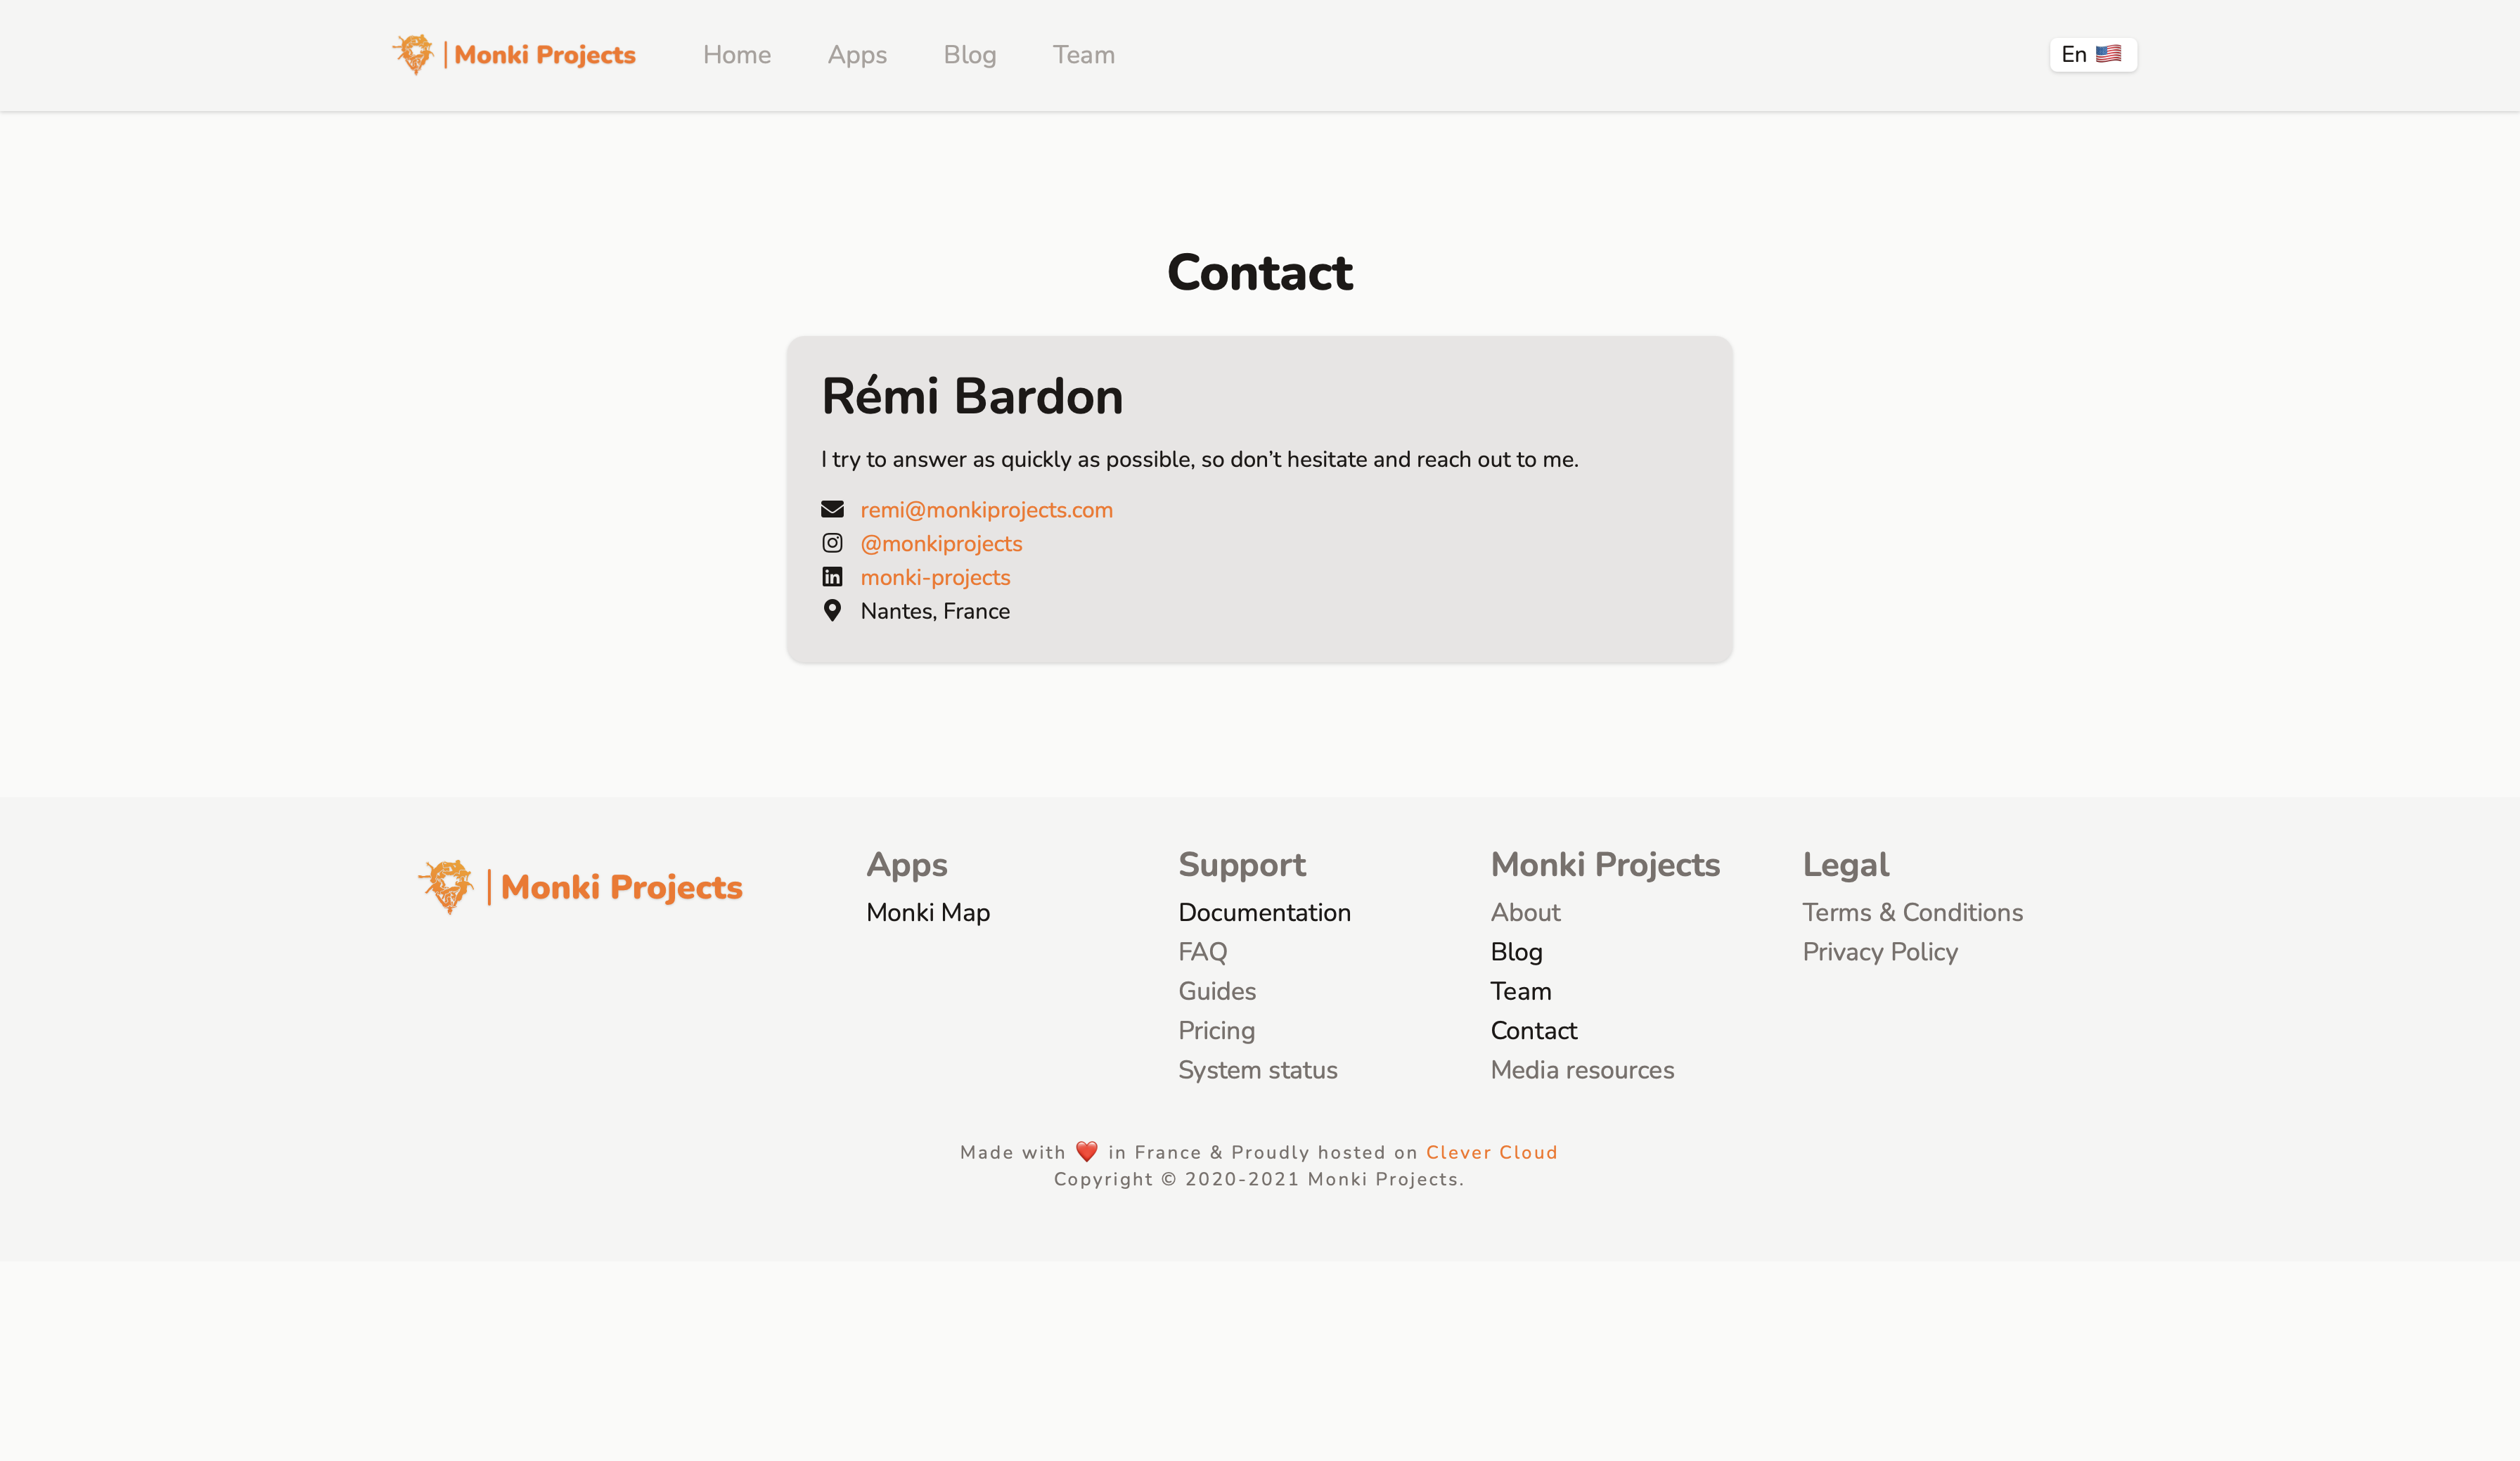 Monki Projects
Home
Apps
Blog
Team
En 🇺🇸
Contact
Rémi Bardon
I try to answer as quickly as possible, so don’t hesitate and reach out to me.
remi@monkiprojects.com
@monkiprojects
monki-projects
Nantes, France
Monki Projects
Apps
Monki Map
Support
Documentation
FAQ
Guides
Pricing
System status
Monki Projects
About
Blog
Team
Contact
Media resources
Legal
Terms & Conditions
Privacy Policy
Made with ❤️ in France & Proudly hosted on Clever Cloud
Copyright © 2020-2021 Monki Projects.